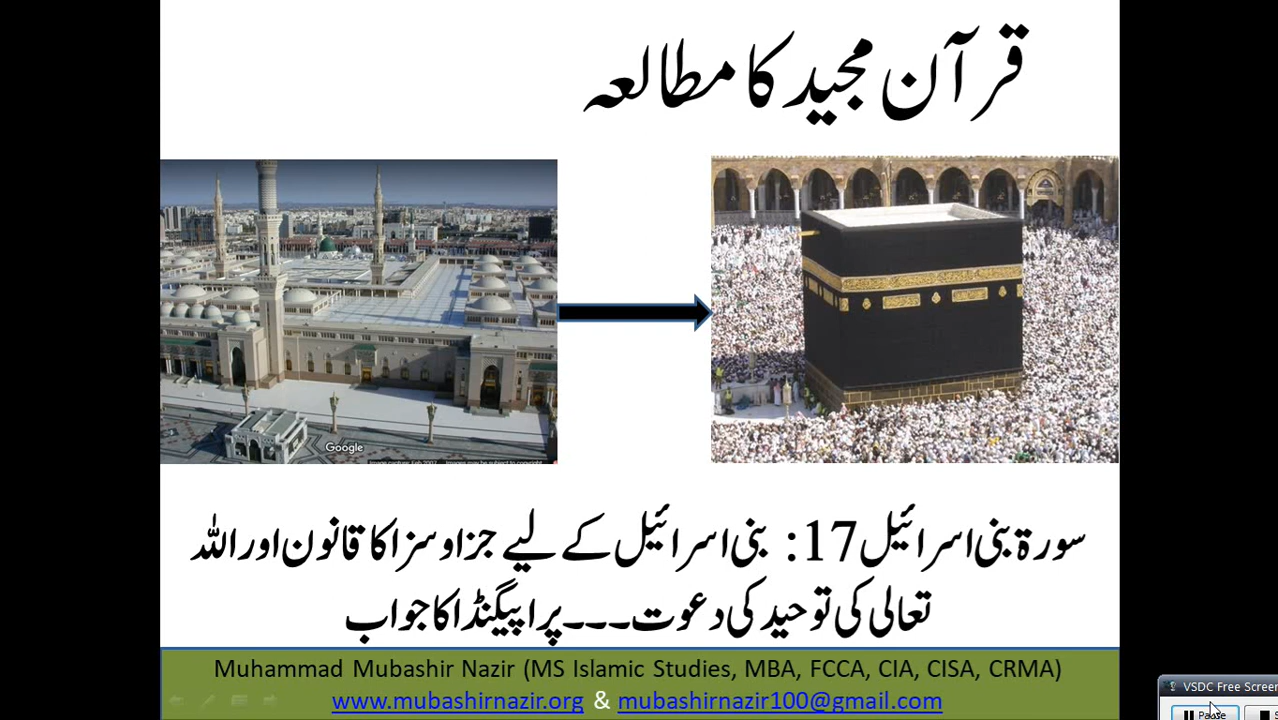 قرآن مجید کا مطالعہ
Google
سورۃ بنی اسرائیل 17: بنی اسرائیل کے لیے جزا و سزا کا قانون اور اللہ
تعالی کی توحید کی دعوت۔۔۔ پراپیگنڈا کا جواب
Muhammad Mubashir Nazir (MS Islamic Studies, MBA, FCCA, CIA, CISA, CRMA)
www.mubashirnazir.org & mubashirnazir100@gmail.com
VSDC Free Screen
Pause